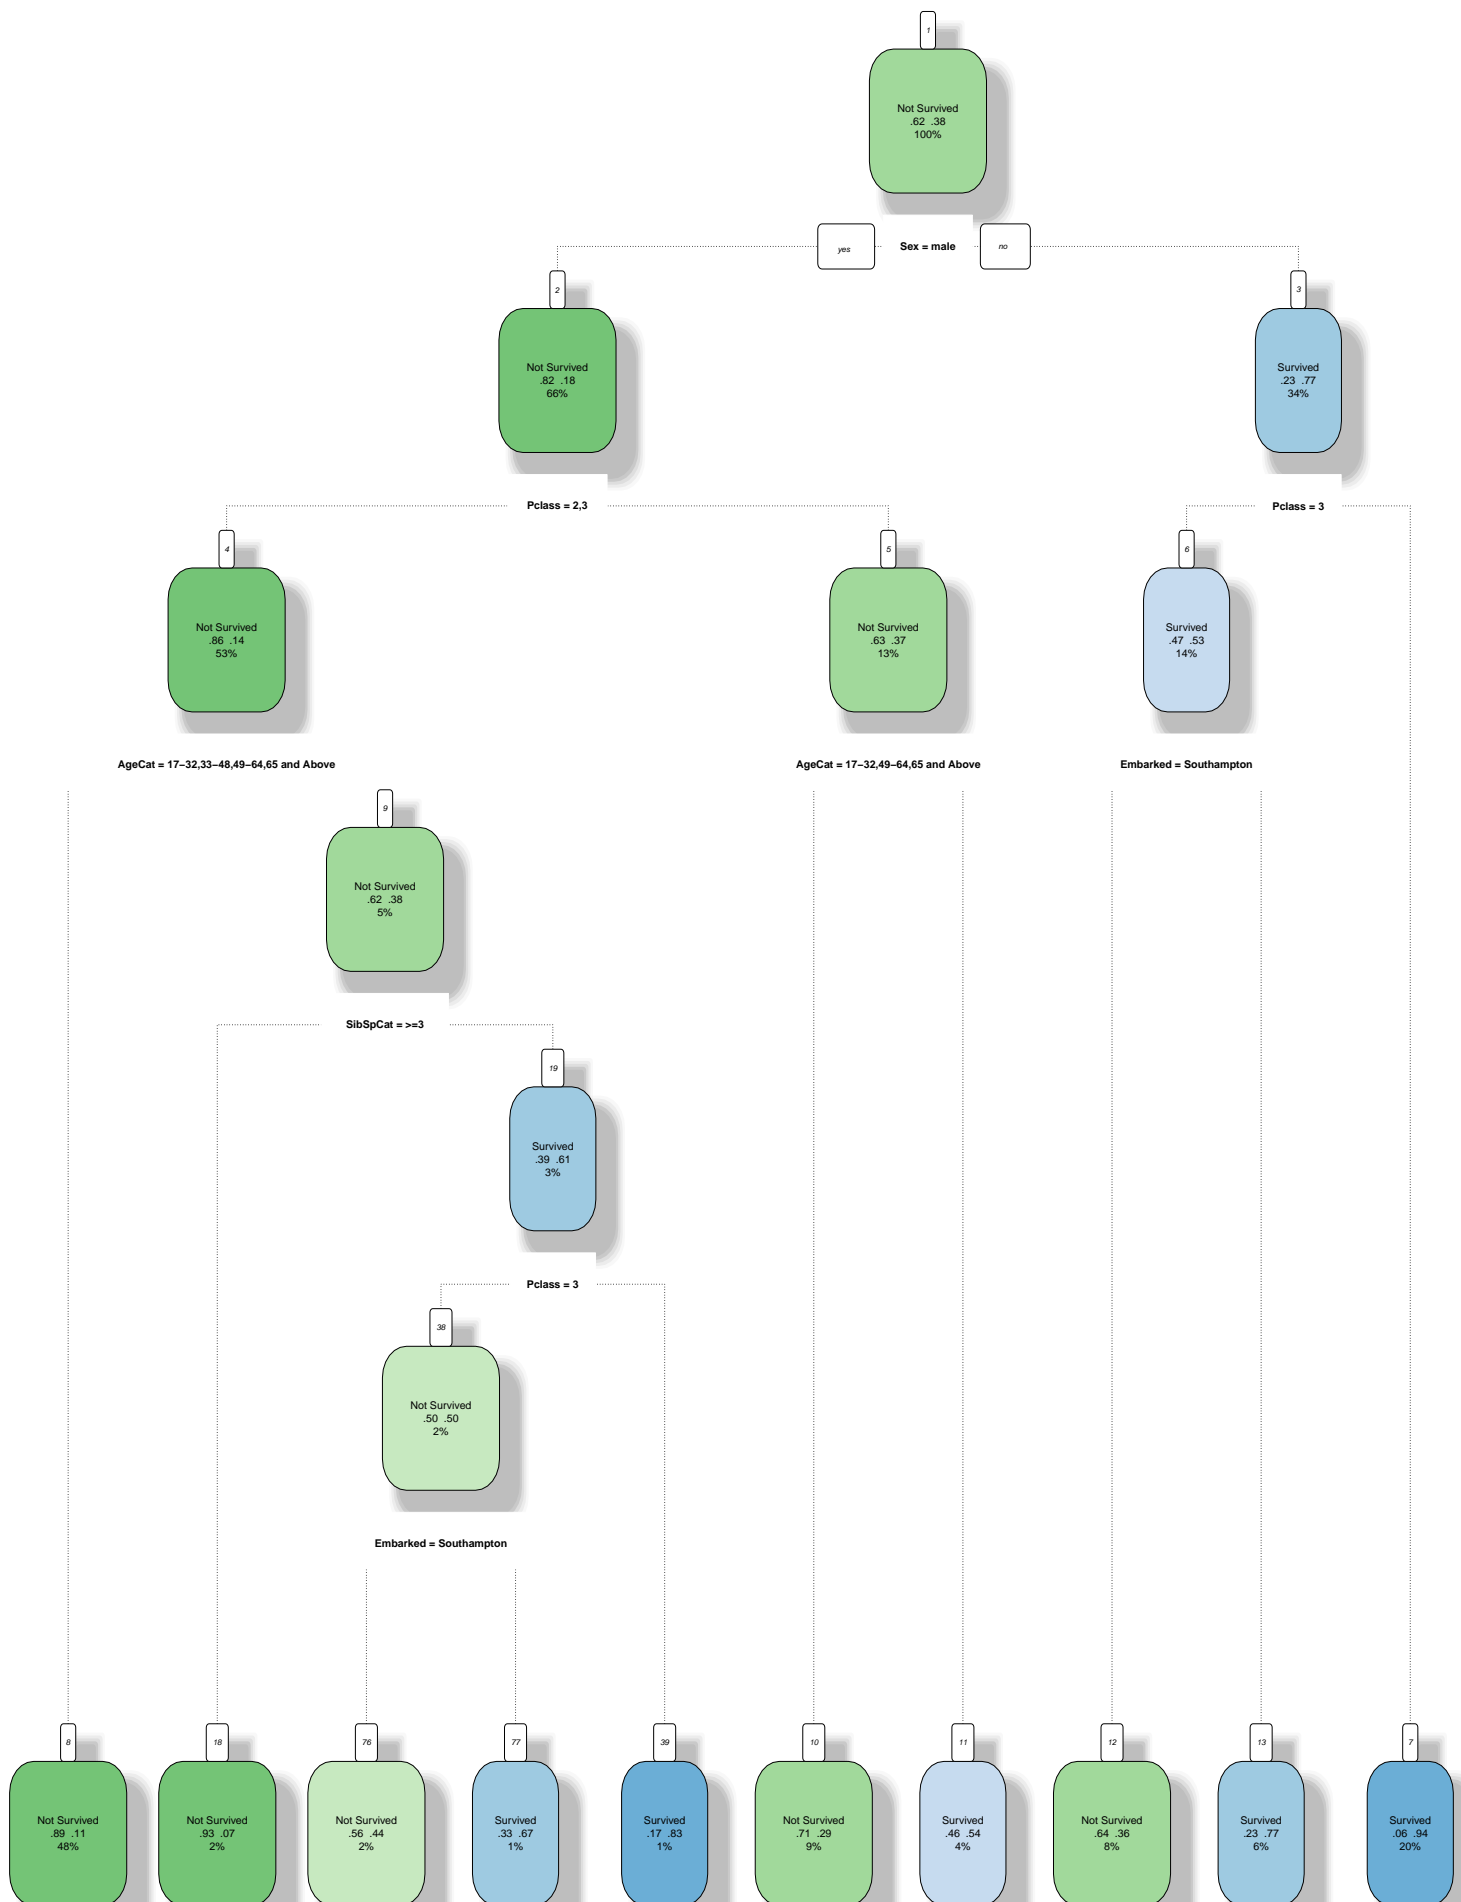 1
Not Survived
.62 .38
100%
yes
Sex = male
no
2
Not Survived
.82 .18
66%
3
Survived
.23 .77
34%
Pclass = 2,3
Pclass = 3
4
Not Survived
.86 .14
53%
5
Not Survived
.63 .37
13%
6
Survived
.47 .53
14%
AgeCat = 17−32,33−48,49−64,65 and Above
AgeCat = 17−32,49−64,65 and Above
Embarked = Southampton
9
Not Survived
.62 .38
5%
SibSpCat = >=3
19
Survived
.39 .61
3%
Pclass = 3
38
Not Survived
.50 .50
2%
Embarked = Southampton
8
Not Survived
.89 .11
48%
18
Not Survived
.93 .07
2%
76
Not Survived
.56 .44
2%
77
Survived
.33 .67
1%
39
Survived
.17 .83
1%
10
Not Survived
.71 .29
9%
11
Survived
.46 .54
4%
12
Not Survived
.64 .36
8%
13
Survived
.23 .77
6%
7
Survived
.06 .94
20%